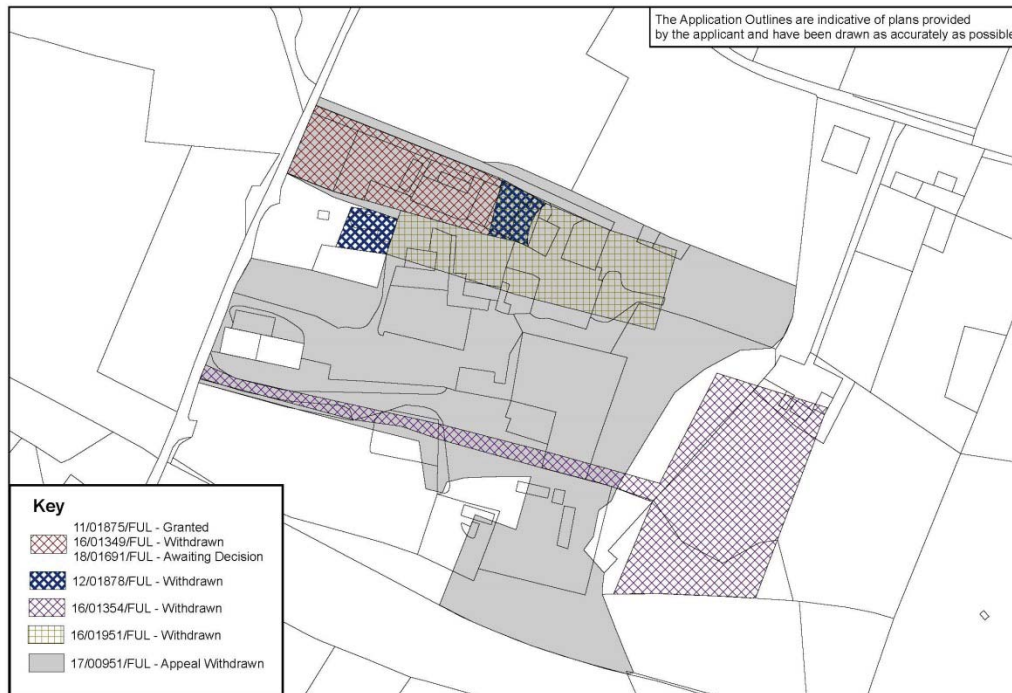 The Application Outlines are indicative of plans provided
by the applicant and have been drawn as accurately as possible
Key
11/01875/FUL - Granted
16/01349/FUL - Withdrawn
18/01691/FUL - Awaiting Decision
12/01878/FUL - Withdrawn
16/01354/FUL - Withdrawn
16/01951/FUL - Withdrawn
17/00951/FUL - Appeal Withdrawn